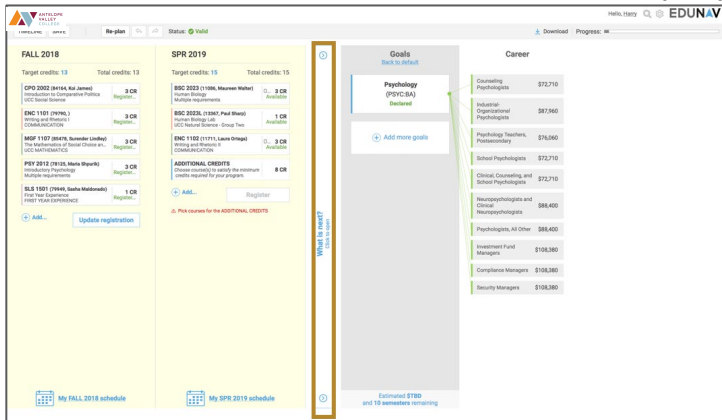 ANTELOPE
VALLEY
COLLEGE
Hello, Harry
EDUNAV
TIMELINE SAVE
Re-plan
Status: Valid
Download
Progress:
FALL 2018
Target credits: 13 Total credits: 13
CPO 2002 (84164, Koi James)
Introduction to Comparative Politics
UCC Social Science
3 CR
Register...
ENC 1101 (79790, )
Writing and Rhetoric I
COMMUNICATION
3 CR
Register...
MGF 1107 (85478, Surender Lindley)
The Mathematics of Social Choice an...
UCC MATHEMATICS
3 CR
Register...
PSY 2012 (78125, Maria Shpurik)
Introductory Psychology
Multiple requirements
3 CR
Register...
SLS 1501 (79949, Sasha Maldonado)
First Year Experience
FIRST YEAR EXPERIENCE
1 CR
Register...
Add...
Update registration
My FALL 2018 schedule
SPR 2019
Target credits: 15 Total credits: 15
BSC 2023 (11086, Maureen Walter)
Human Biology
Multiple requirements
O... 3 CR
Available
BSC 2023L (13367, Paul Sharp)
Human Biology Lab
UCC Natural Science - Group Two
1 CR
Available
ENC 1102 (11711, Laura Ortega)
Writing and Rhetoric II
COMMUNICATION
O... 3 CR
Available
ADDITIONAL CREDITS
Choose course(s) to satisfy the minimum
credits required for your program.
8 CR
Add...
Register
Pick courses for the ADDITIONAL CREDITS
My SPR 2019 schedule
What is next?
Click to open
Goals
Back to default
Psychology
(PSYC:BA)
Declared
Add more goals
Estimated $TBD
and 10 semesters remaining
Career
Counseling
Psychologists
$72,710
Industrial-
Organizational
Psychologists
$87,960
Psychology Teachers,
Postsecondary
$76,060
School Psychologists
$72,710
Clinical, Counseling, and
School Psychologists
$72,710
Neuropsychologists and
Clinical
Neuropsychologists
$88,400
Psychologists, All Other
$88,400
Investment Fund
Managers
$108,380
Compliance Managers
$108,380
Security Managers
$108,380